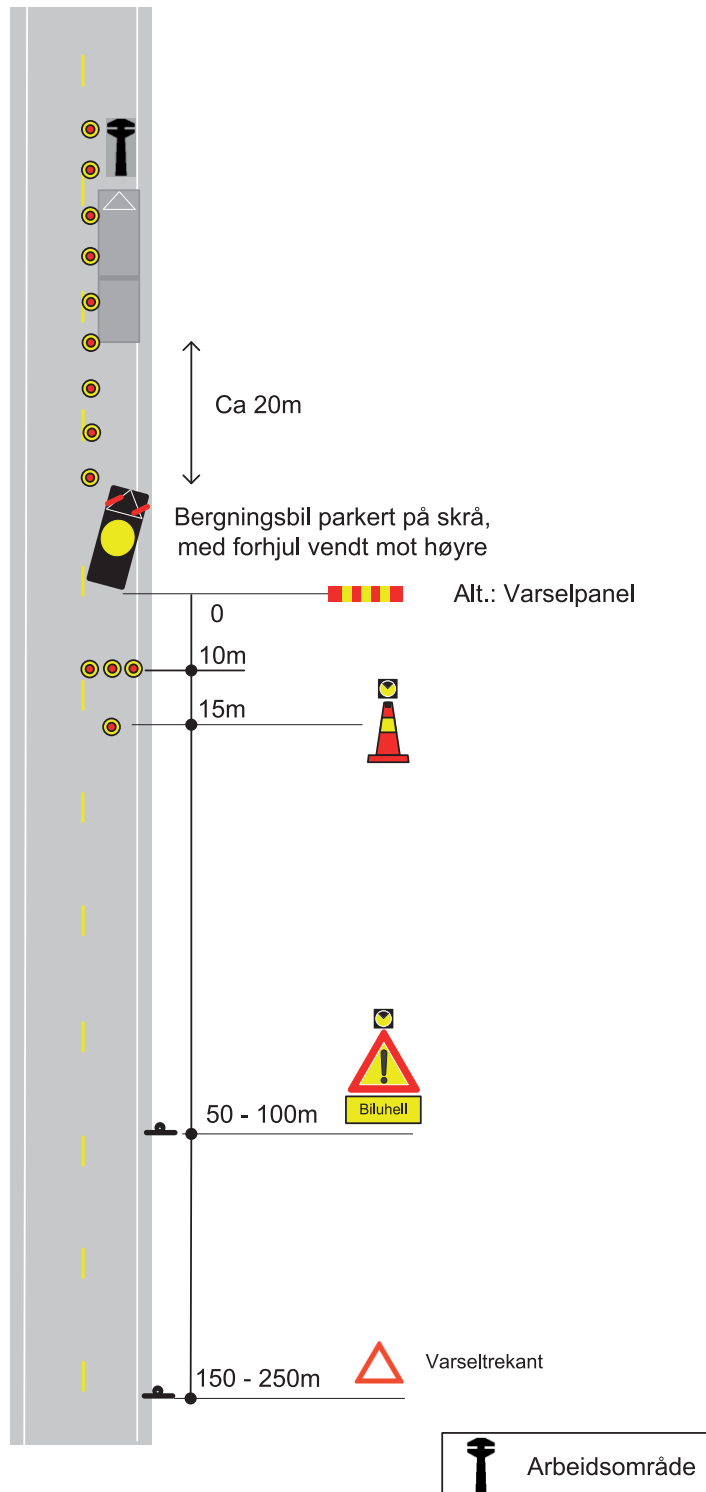 Ca 20m
Bergningsbil parkert på skrå,
med forhjul vendt mot høyre
Alt.: Varselpanel
0
10m
15m
Biluhell
50 - 100m
Varseltrekant
150 - 250m
Arbeidsområde